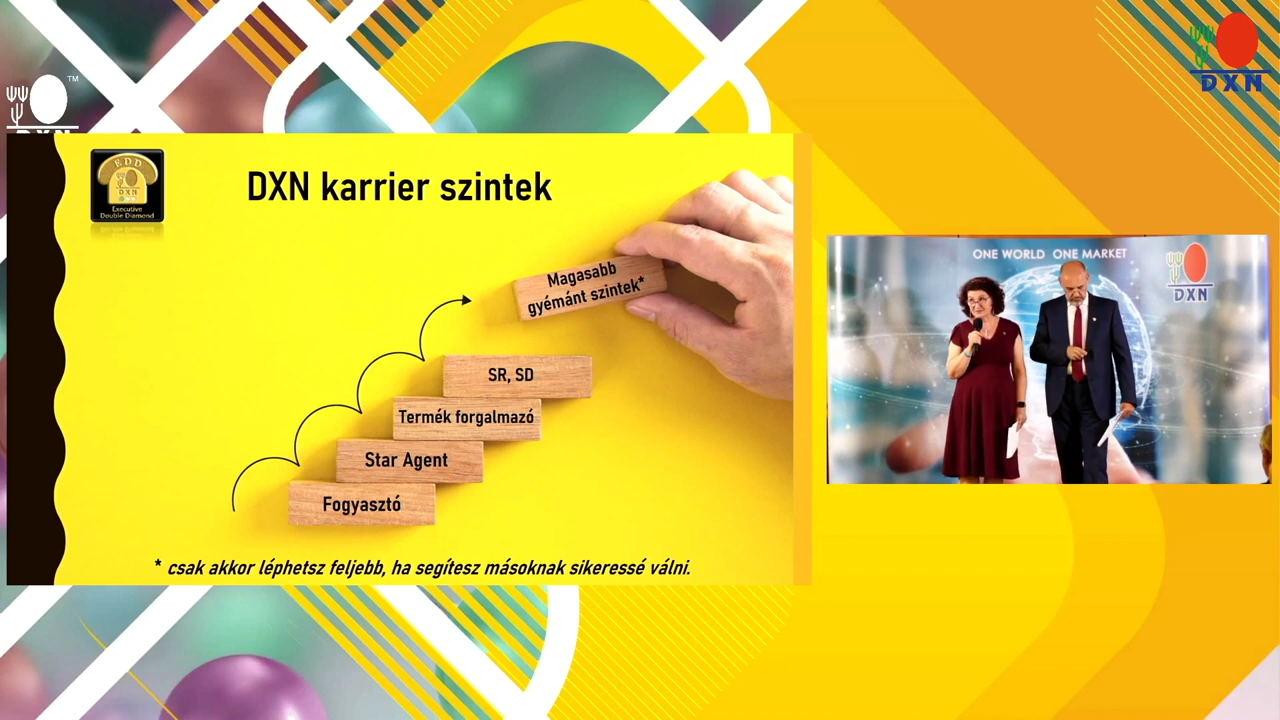 TM
DXN
DXN
EDD
DXN
Executive
Double Diamond
DXN karrier szintek
Magasabb
gyémánt szintek*
SR, SD
Termék forgalmazó
Star Agent
Fogyasztó
* csak akkor léphetsz feljebb, ha segítesz másoknak sikeressé válni.
ONE WORLD ONE MARKET
DXN